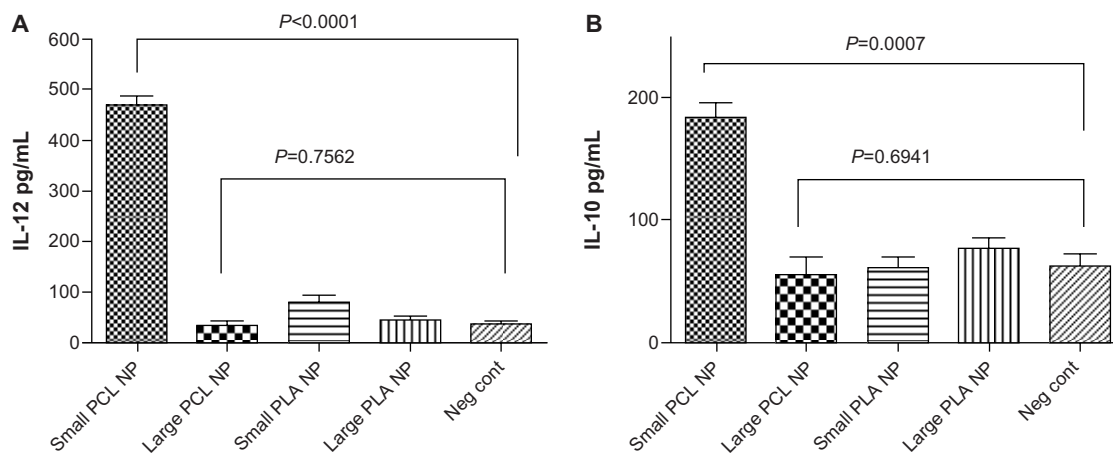 A
P<0.0001
P=0.7562
IL-12 pg/mL
600
500
400
300
200
100
0
Small PCL NP
Large PCL NP
Small PLA NP
Large PLA NP
Neg cont
B
P=0.0007
P=0.6941
IL-10 pg/mL
200
100
0
Small PCL NP
Large PCL NP
Small PLA NP
Large PLA NP
Neg cont